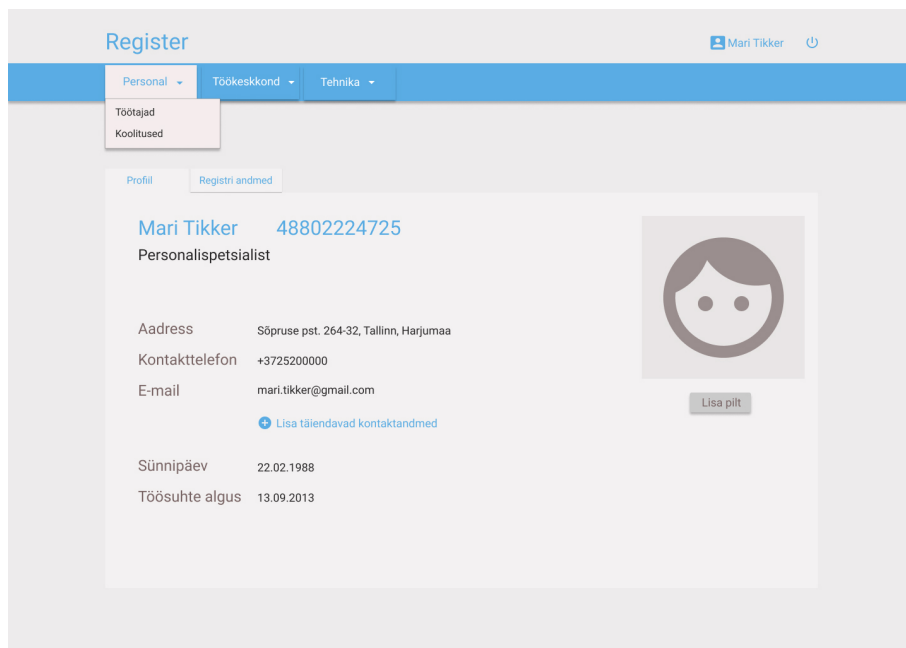 Register
Mari Tikker
Personal Töökeskkond Tehnika
Töötajad
Koolitused
Profiil Registri andmed
Mari Tikker 48802224725
Personalispetsialist
Aadress Sõpruse pst. 264-32, Tallinn, Harjumaa
Kontakttelefon +3725200000
E-mail mari.tikker@gmail.com
Lisa pilt
Lisa täiendavad kontaktandmed
Sünnipäev 22.02.1988
Töösuhte algus 13.09.2013